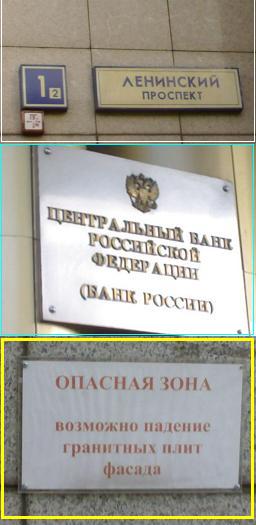 1
2
ЛЕНИНСКИЙ
ПРОСПЕКТ
ЦЕНТРАЛЬНЫЙ БАНК
РОССИЙСКОЙ
ФЕДЕРАЦИИ
(БАНК РОССИИ)
ОПАСНАЯ ЗОНА
возможно падение
гранитных плит
фасада